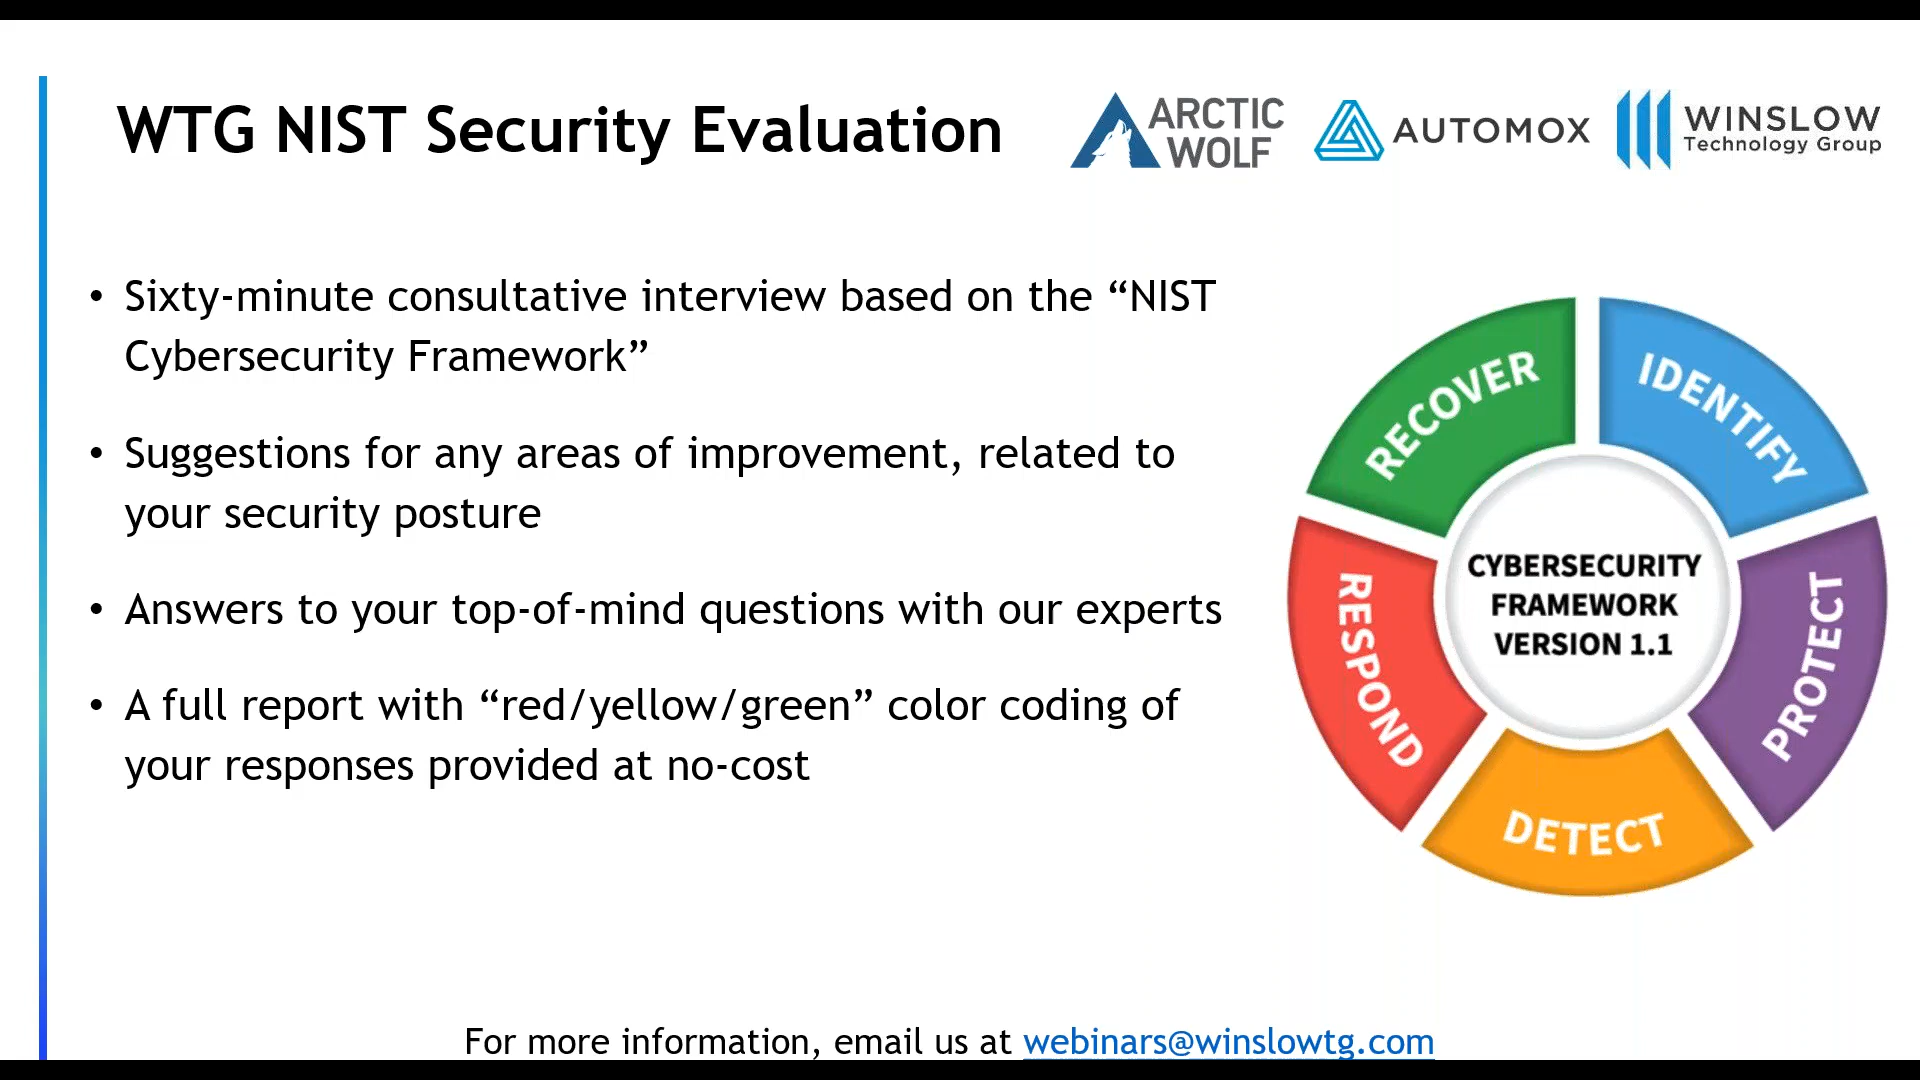 WTG NIST Security Evaluation
ARCTIC
WOLF
AUTOMOX
WINSLOW
Technology Group
• Sixty-minute consultative interview based on the “NIST
Cybersecurity Framework”
• Suggestions for any areas of improvement, related to
your security posture
• Answers to your top-of-mind questions with our experts
• A full report with “red/yellow/green” color coding of
your responses provided at no-cost
IDENTIFY
PROTECT
DETECT
RESPOND
RECOVER
CYBERSECURITY
FRAMEWORK
VERSION 1.1
For more information, email us at webinars@winslowtg.com